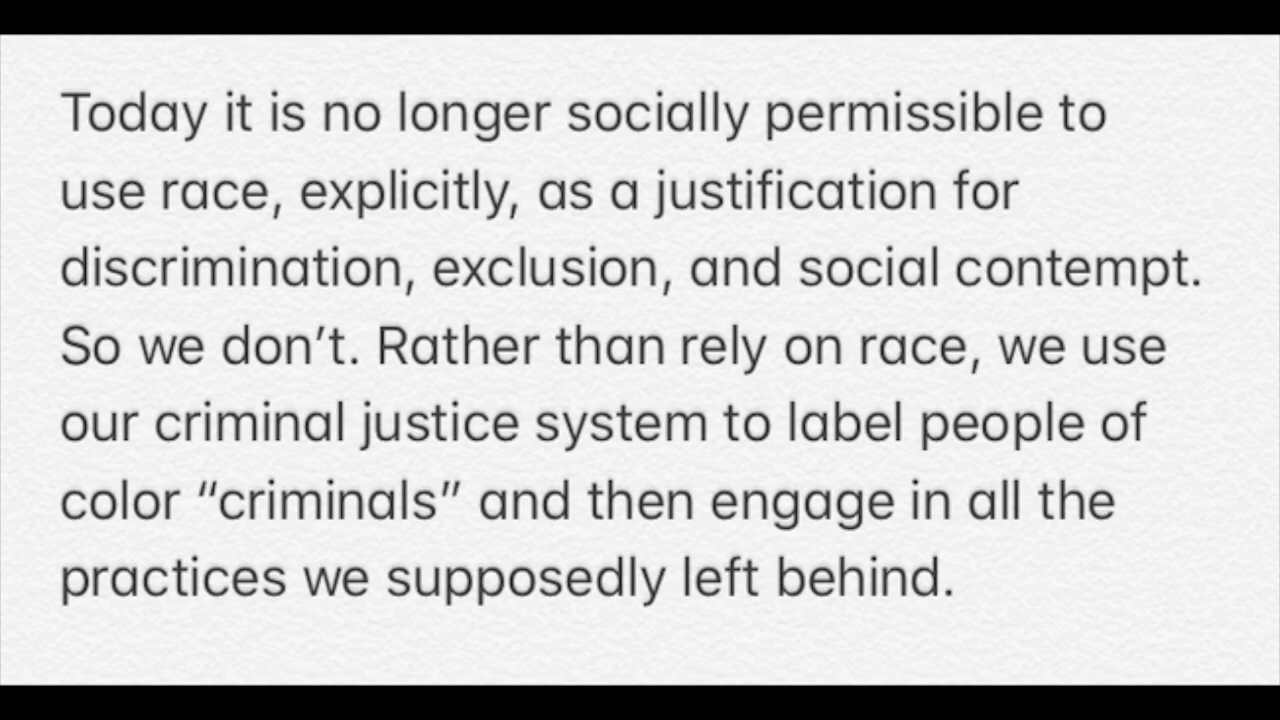 Today it is no longer socially permissible to
use race, explicitly, as a justification for
discrimination, exclusion, and social contempt.
So we don’t. Rather than rely on race, we use
our criminal justice system to label people of
color “criminals” and then engage in all the
practices we supposedly left behind.